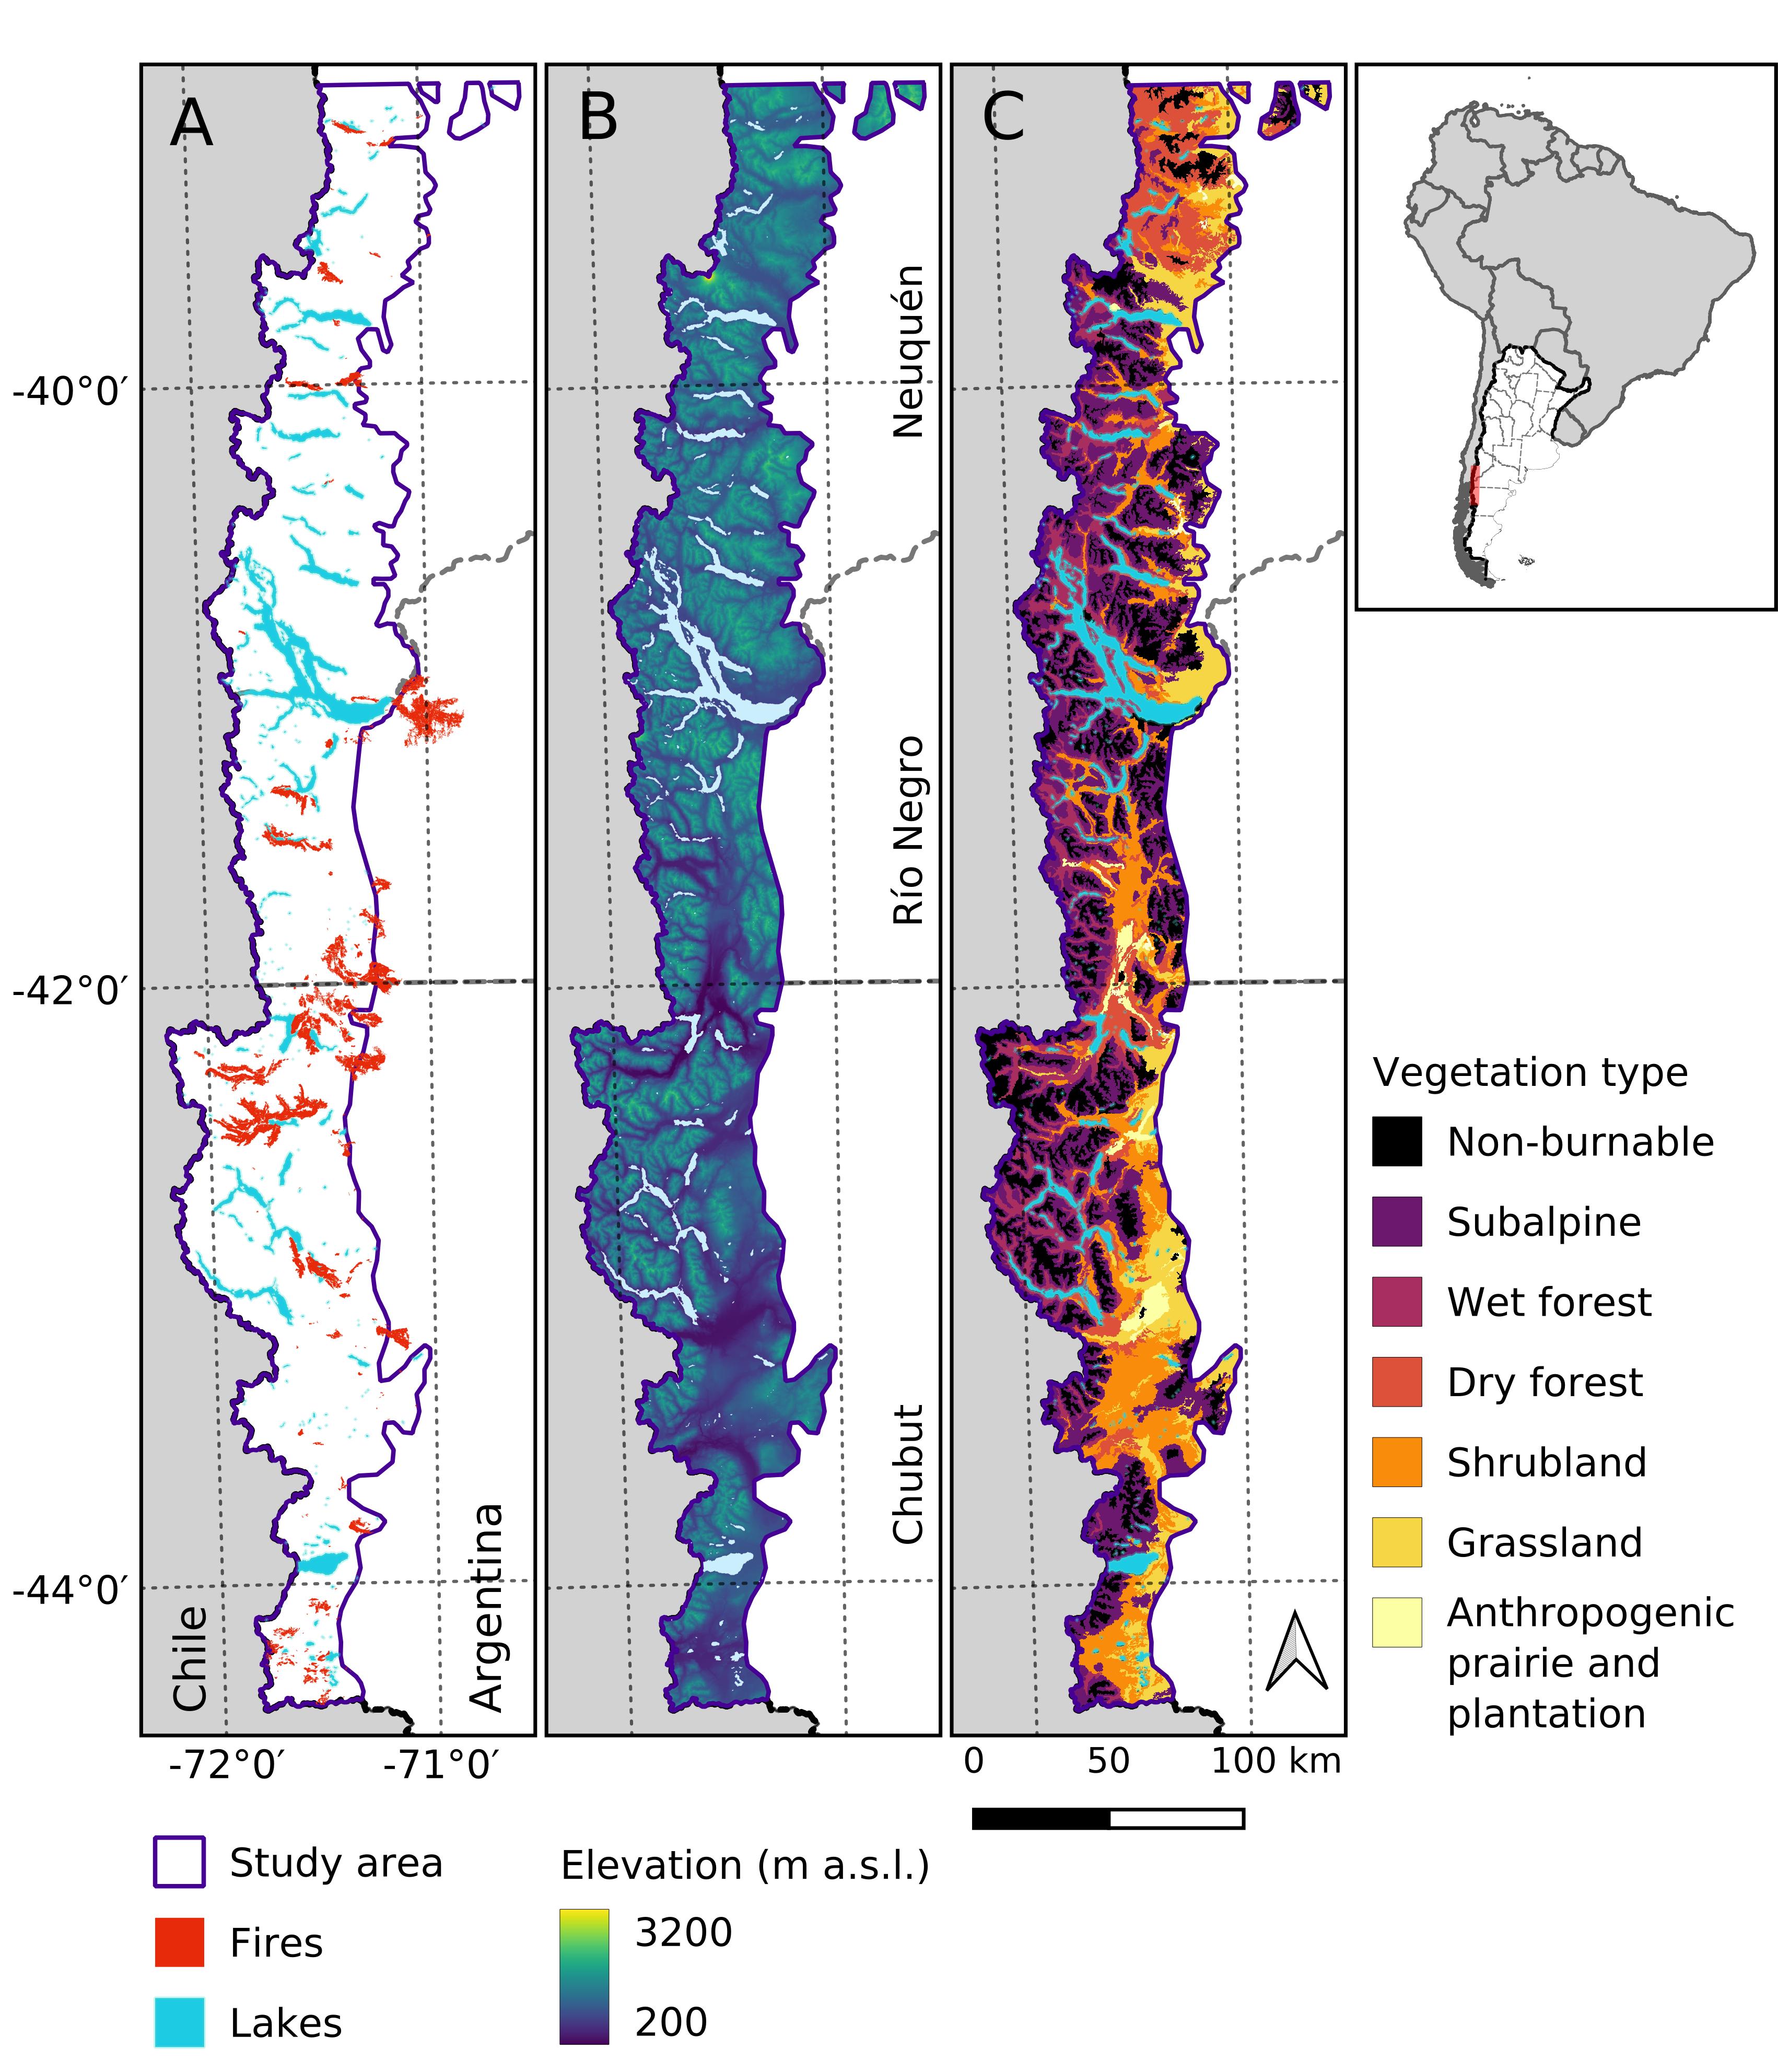 A
B
C
Neuquén
Río Negro
Chubut
Chile
Argentina
-40°0′
-42°0′
-44°0′
-72°0′
-71°0′
0
50
100 km
Vegetation type
Non-burnable
Subalpine
Wet forest
Dry forest
Shrubland
Grassland
Anthropogenic
prairie and
plantation
Study area
Fires
Lakes
Elevation (m a.s.l.)
3200
200